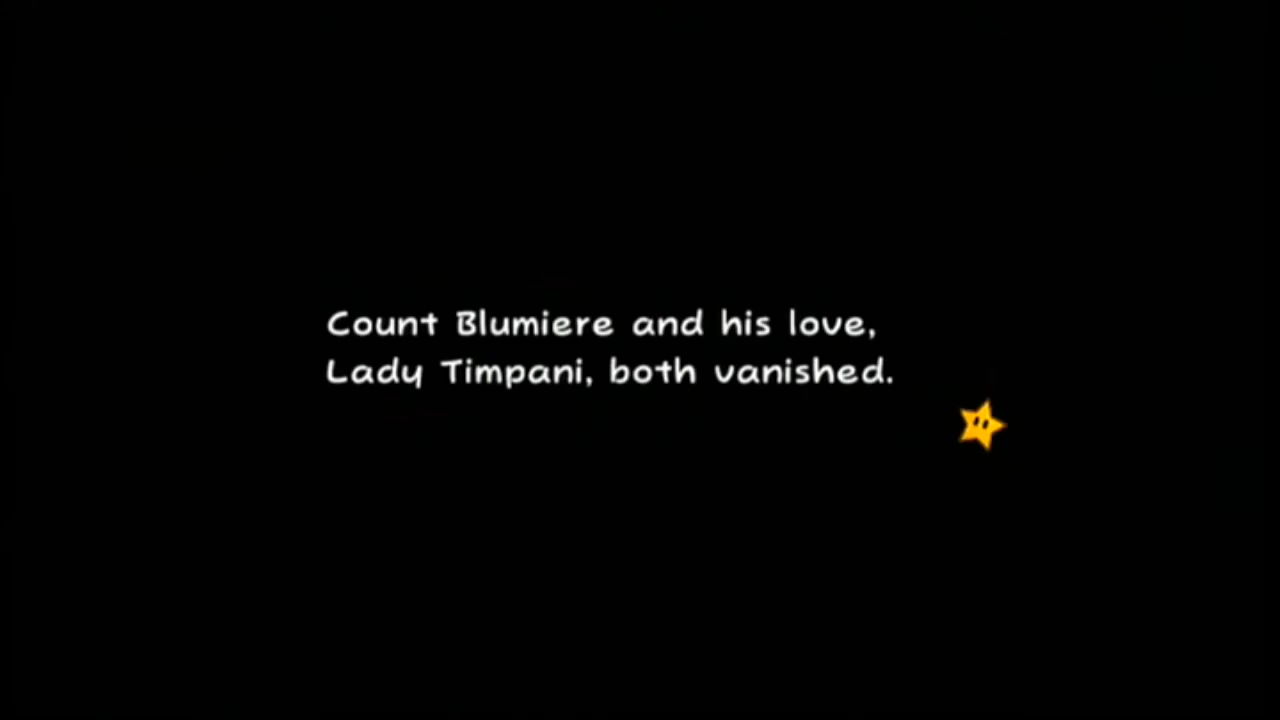 Count Blumiere and his love,
Lady Timpani, both vanished.